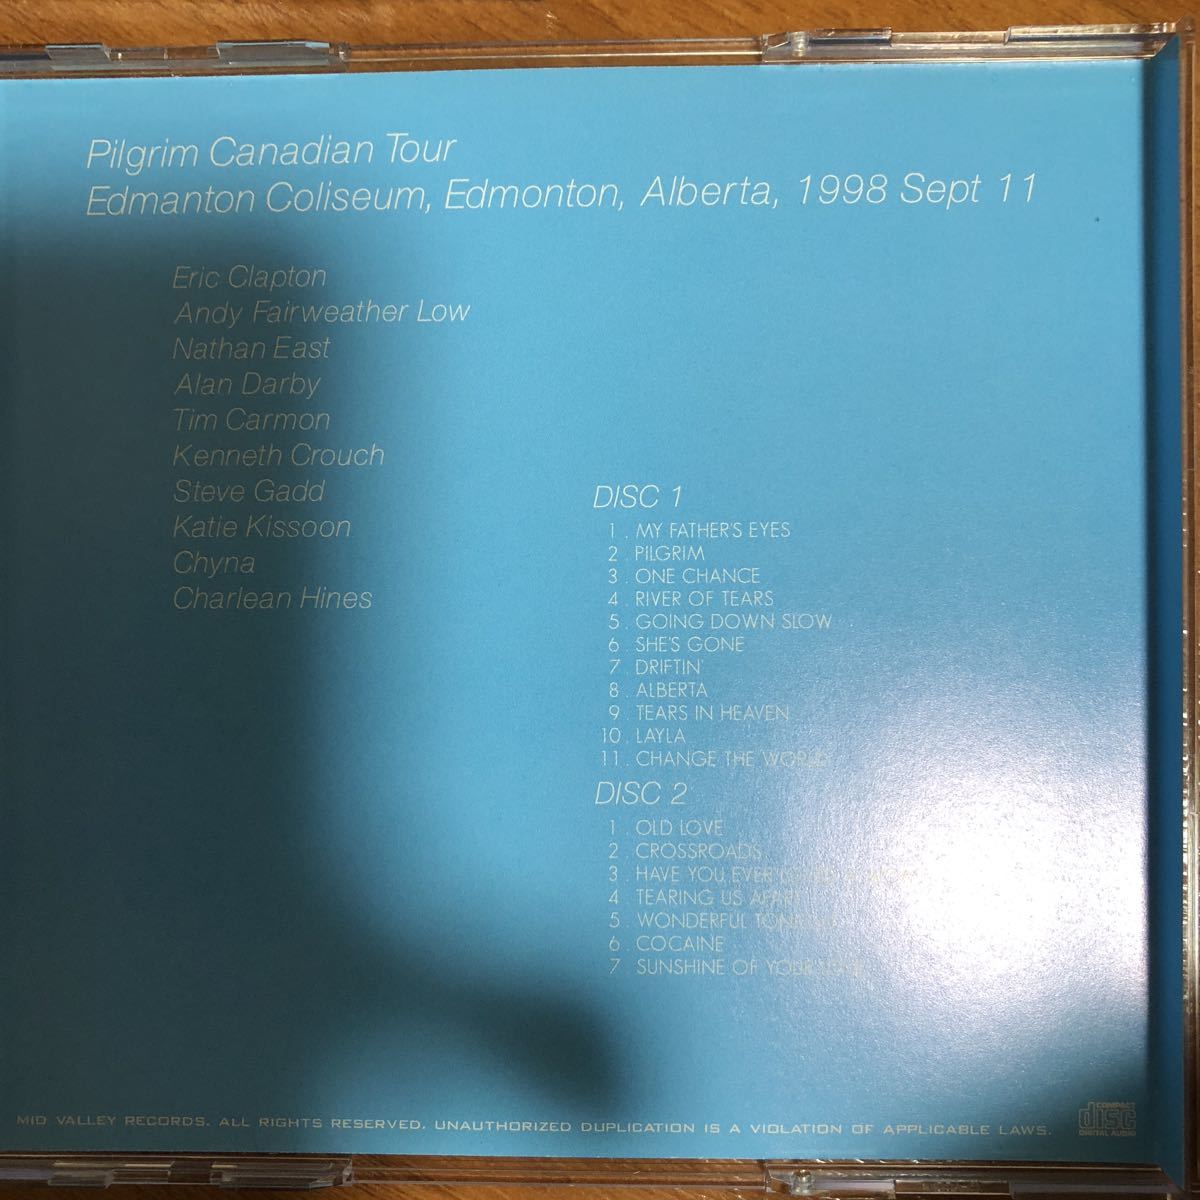 Pilgrim Canadian Tour
Edmanton Coliseum, Edmonton, Alberta, 1998 Sept 11
Eric Clapton
Andy Fairweather Low
Nathan East
Alan Darby
Tim Carmon
Kenneth Crouch
Steve Gadd
Katie Kissoon
Chyna
Charlean Hines
DISC 1
1 . MY FATHER'S EYES
2 . PILGRIM
3 . ONE CHANCE
4 . RIVER OF TEARS
5 . GOING DOWN SLOW
6 . SHE'S GONE
7 . DRIFTIN'
8 . ALBERTA
9 . TEARS IN HEAVEN
10 . LAYLA
11 . CHANGE THE WORLD
DISC 2
1 . OLD LOVE
2 . CROSSROADS
3 . HAVE YOU EVER
4 . TEARING US APART
5 . WONDERFUL TONIGHT
6 . COCAINE
7 . SUNSHINE OF YOUR LOVE
MID VALLEY RECORDS. ALL RIGHTS RESERVED. UNAUTHORIZED DUPLICATION IS A VIOLATION OF APPLICABLE LAWS.
COMPACT
disc
DIGITAL AUDIO